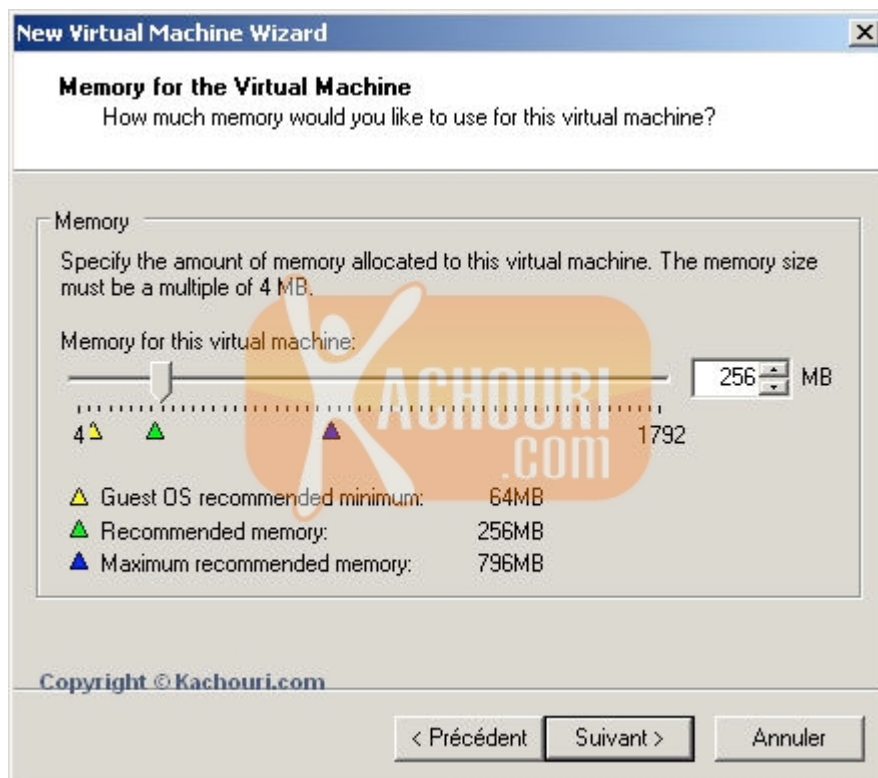 New Virtual Machine Wizard
Memory for the Virtual Machine
How much memory would you like to use for this virtual machine?
Memory
Specify the amount of memory allocated to this virtual machine. The memory size
must be a multiple of 4 MB.
Memory for this virtual machine:
256 MB
4 1792
KACHOURI
.COM
Guest OS recommended minimum: 64MB
Recommended memory: 256MB
Maximum recommended memory: 796MB
Copyright © Kachouri.com
< Précédent Suivant > Annuler